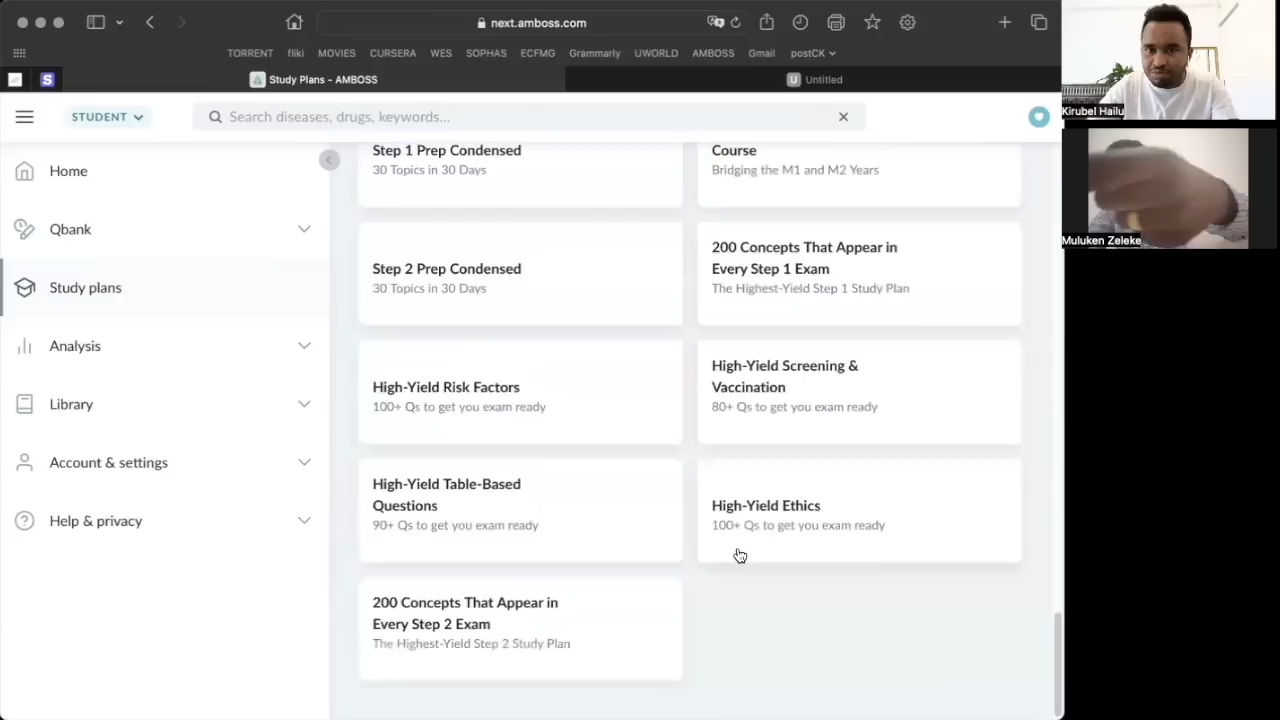 next.amboss.com
TORRENT fliki MOVIES CURSERA WES SOPHAS ECFMG Grammarly UWORLD AMBOSS Gmail postCK
S Study Plans - AMBOSS U Untitled
STUDENT Search diseases, drugs, keywords...
Home
Qbank
Study plans
Analysis
Library
Account & settings
Help & privacy
Step 1 Prep Condensed
30 Topics in 30 Days
Course
Bridging the M1 and M2 Years
Step 2 Prep Condensed
30 Topics in 30 Days
200 Concepts That Appear in
Every Step 1 Exam
The Highest-Yield Step 1 Study Plan
High-Yield Risk Factors
100+ Qs to get you exam ready
High-Yield Screening &
Vaccination
80+ Qs to get you exam ready
High-Yield Table-Based
Questions
90+ Qs to get you exam ready
High-Yield Ethics
100+ Qs to get you exam ready
200 Concepts That Appear in
Every Step 2 Exam
The Highest-Yield Step 2 Study Plan
Kirubel Hailu
Muluken Zeleke